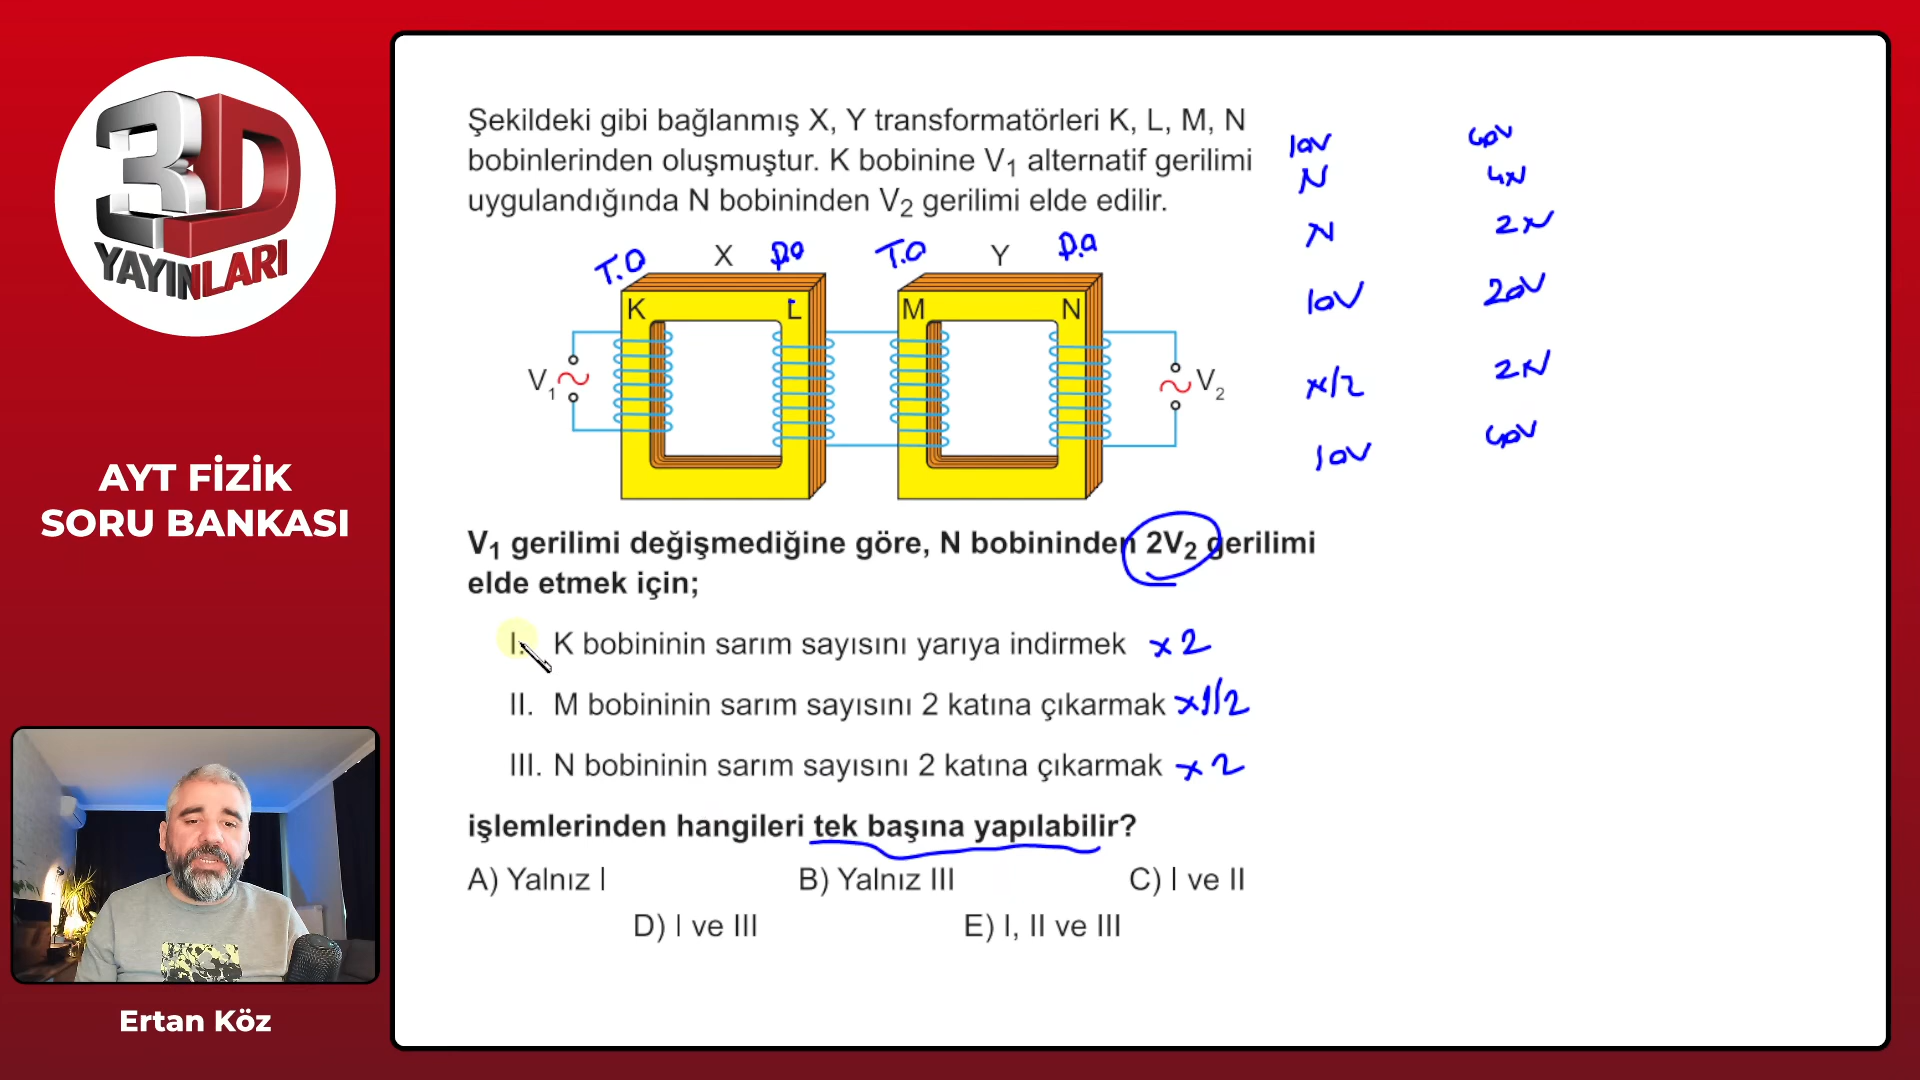 3D
YAYINLARI
AYT FİZİK
SORU BANKASI
Ertan Köz
Şekildeki gibi bağlanmış X, Y transformatörleri K, L, M, N
bobinlerinden oluşmuştur. K bobinine V1 alternatif gerilimi
uygulandığında N bobininden V2 gerilimi elde edilir.
T.O X D.O T.O Y D.O
K L M N
V1 V2
V1 gerilimi değişmediğine göre, N bobininden 2V2 gerilimi
elde etmek için;
I. K bobininin sarım sayısını yarıya indirmek x2
II. M bobininin sarım sayısını 2 katına çıkarmak x1/2
III. N bobininin sarım sayısını 2 katına çıkarmak x2
işlemlerinden hangileri tek başına yapılabilir?
A) Yalnız I B) Yalnız III C) I ve II
D) I ve III E) I, II ve III
10V 40V
N 4N
N 2N
10V 20V
N/2 2N
10V 40V